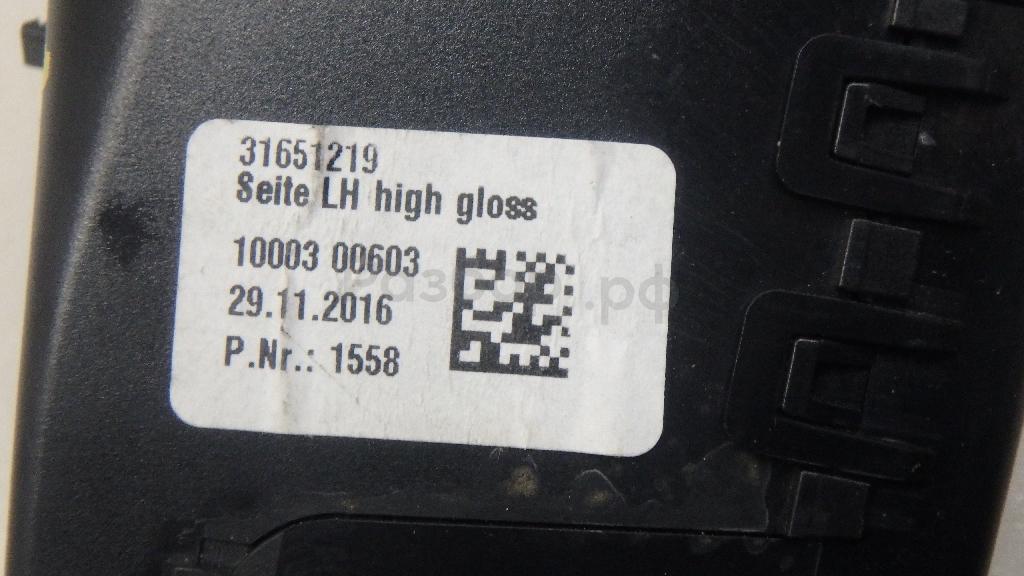 31651219
Seite LH high gloss
10003 00603
29.11.2016
P.Nr.: 1558